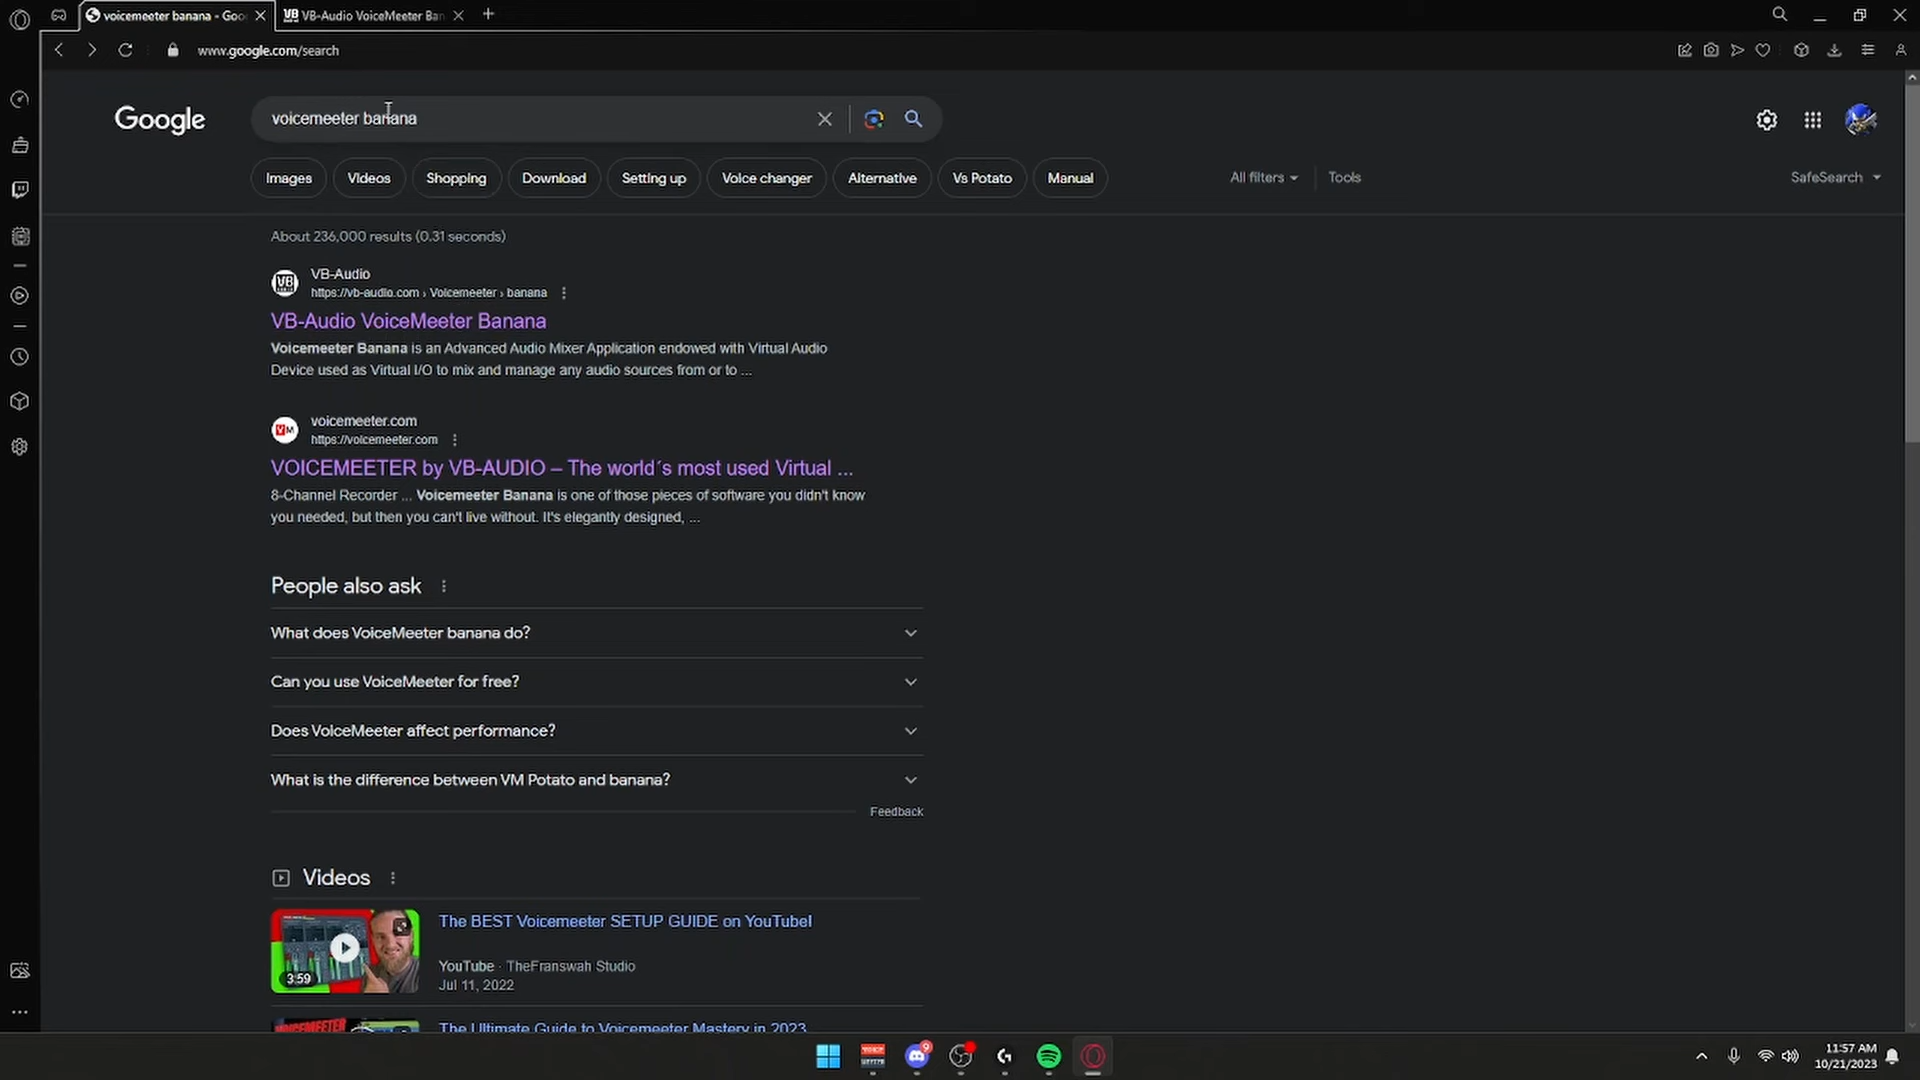 voicemeeter banana - Goo
VB-Audio VoiceMeeter Ban
www.google.com/search
Google
voicemeeter banana
Images
Videos
Shopping
Download
Setting up
Voice changer
Alternative
Vs Potato
Manual
All filters
Tools
SafeSearch
About 236,000 results (0.31 seconds)
VB-Audio
https://vb-audio.com › Voicemeeter › banana
VB-Audio VoiceMeeter Banana
Voicemeeter Banana is an Advanced Audio Mixer Application endowed with Virtual Audio
Device used as Virtual I/O to mix and manage any audio sources from or to ...
voicemeeter.com
https://voicemeeter.com
VOICEMEETER by VB-AUDIO – The world´s most used Virtual ...
8-Channel Recorder ... Voicemeeter Banana is one of those pieces of software you didn't know
you needed, but then you can't live without. It's elegantly designed, ...
People also ask
What does VoiceMeeter banana do?
Can you use VoiceMeeter for free?
Does VoiceMeeter affect performance?
What is the difference between VM Potato and banana?
Feedback
Videos
The BEST Voicemeeter SETUP GUIDE on YouTube!
3:59
YouTube · TheFranswah Studio
Jul 11, 2022
VOICEMEETER
The Ultimate Guide to Voicemeeter Mastery in 2023
9
11:57 AM
10/21/2023